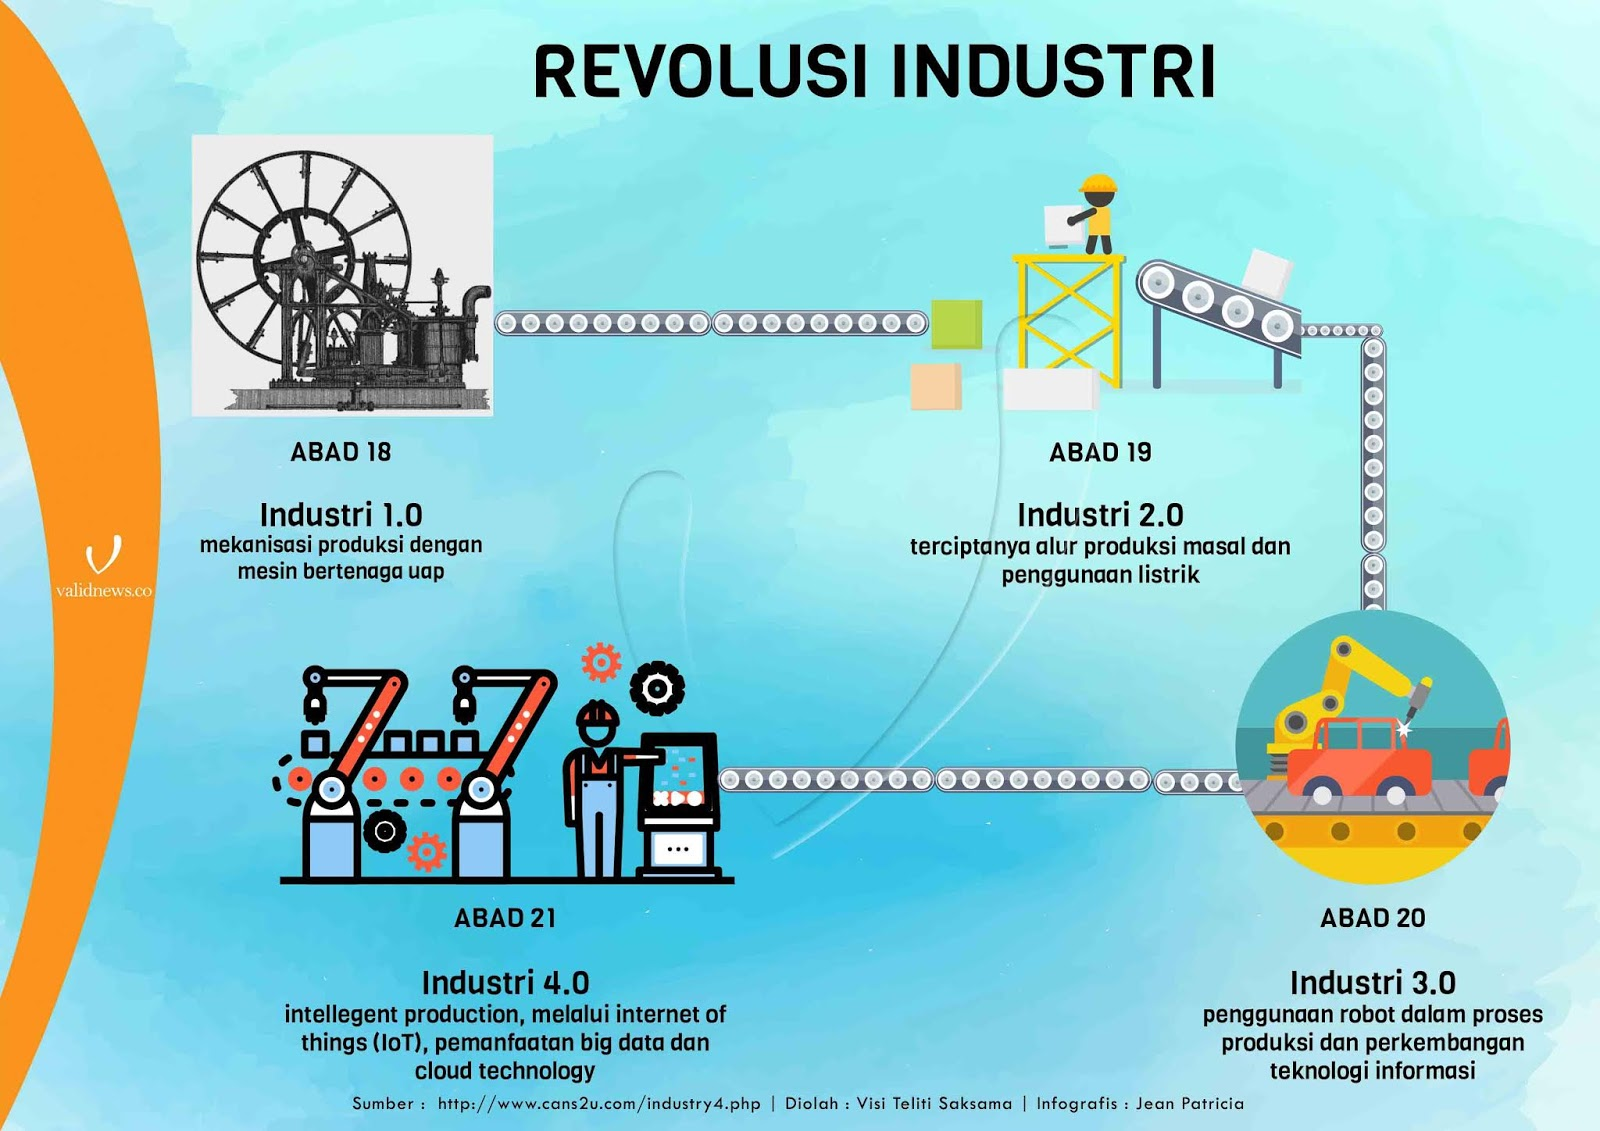 REVOLUSI INDUSTRI
ABAD 18
Industri 1.0
mekanisasi produksi dengan
mesin bertenaga uap
ABAD 19
Industri 2.0
terciptanya alur produksi masal dan
penggunaan listrik
validnews.co
ABAD 21
Industri 4.0
intellegent production, melalui internet of
things (IoT), pemanfaatan big data dan
cloud technology
ABAD 20
Industri 3.0
penggunaan robot dalam proses
produksi dan perkembangan
teknologi informasi
Sumber : http://www.cans2u.com/industry4.php | Diolah : Visi Teliti Saksama | Infografis : Jean Patricia